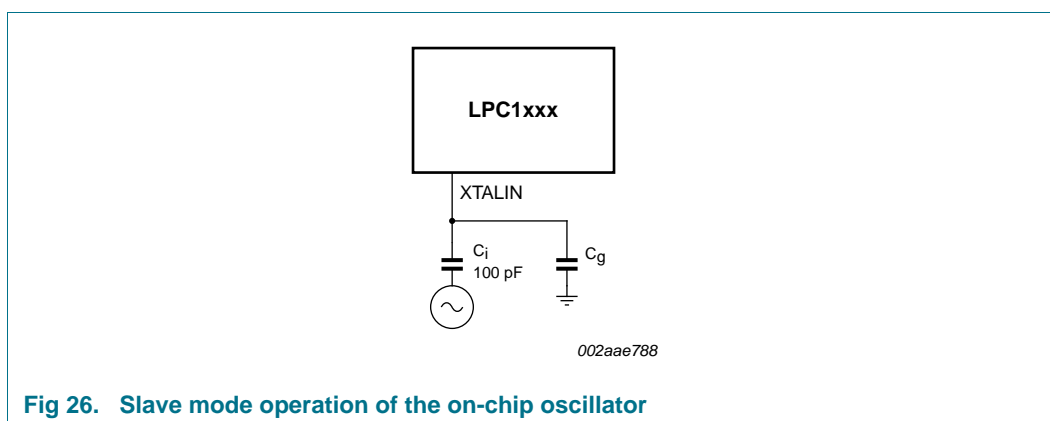 LPC1xxx
XTALIN
Ci
100 pF
Cg
002aae788
Fig 26. Slave mode operation of the on-chip oscillator